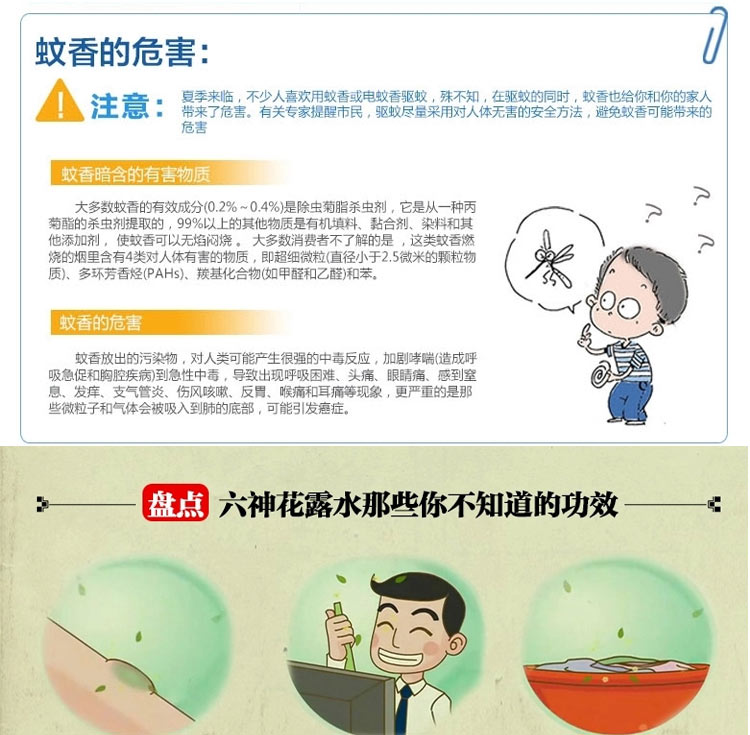 蚊香的危害：
注意：
夏季来临，不少人喜欢用蚊香或电蚊香驱蚊，殊不知，在驱蚊的同时，蚊香也给你和你的家人
带来了危害。有关专家提醒市民，驱蚊尽量采用对人体无害的安全方法，避免蚊香可能带来的
危害
蚊香暗含的有害物质
大多数蚊香的有效成分(0.2%～0.4%)是除虫菊脂杀虫剂，它是从一种丙
菊酯的杀虫剂提取的，99%以上的其他物质是有机填料、黏合剂、染料和其
他添加剂， 使蚊香可以无焰闷烧 。 大多数消费者不了解的是 ，这类蚊香燃
烧的烟里含有4类对人体有害的物质，即超细微粒(直径小于2.5微米的颗粒物
质)、多环芳香烃(PAHs)、羰基化合物(如甲醛和乙醛)和苯。
蚊香的危害
蚊香放出的污染物，对人类可能产生很强的中毒反应，加剧哮喘(造成呼
吸急促和胸腔疾病)到急性中毒，导致出现呼吸困难、头痛、眼睛痛、感到窒
息、发痒、支气管炎、伤风咳嗽、反胃、喉痛和耳痛等现象，更严重的是那
些微粒子和气体会被吸入到肺的底部，可能引发癌症。
盘点 六神花露水那些你不知道的功效